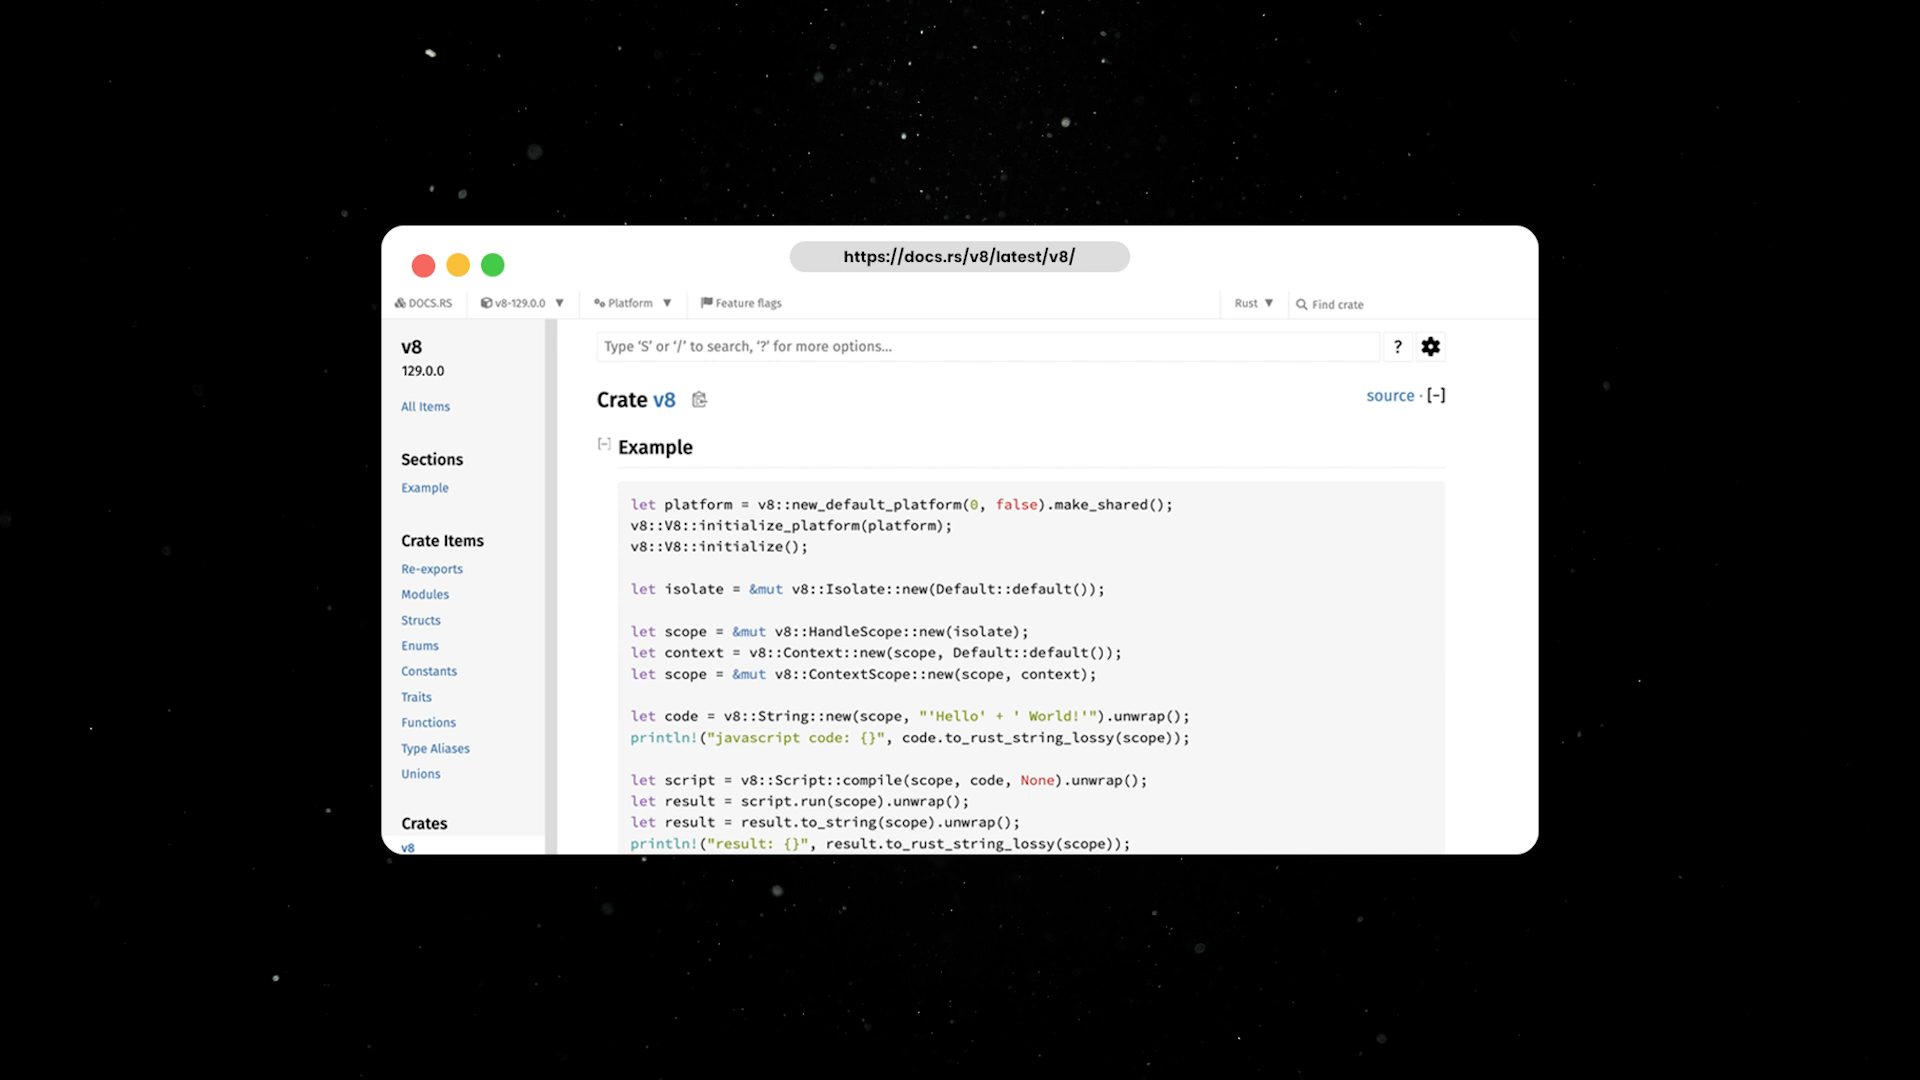 https://docs.rs/v8/latest/v8/
DOCS.RS v8-129.0.0 ▼ Platform ▼ Feature flags Rust ▼ Find crate
v8
129.0.0
All Items
Sections
Example
Crate Items
Re-exports
Modules
Structs
Enums
Constants
Traits
Functions
Type Aliases
Unions
Crates
v8
Type ‘S’ or ‘/’ to search, ‘?’ for more options…
?
Crate v8
source · [-]
[-] Example
let platform = v8::new_default_platform(0, false).make_shared();
v8::V8::initialize_platform(platform);
v8::V8::initialize();
let isolate = &mut v8::Isolate::new(Default::default());
let scope = &mut v8::HandleScope::new(isolate);
let context = v8::Context::new(scope, Default::default());
let scope = &mut v8::ContextScope::new(scope, context);
let code = v8::String::new(scope, "'Hello' + ' World!'").unwrap();
println!("javascript code: {}", code.to_rust_string_lossy(scope));
let script = v8::Script::compile(scope, code, None).unwrap();
let result = script.run(scope).unwrap();
let result = result.to_string(scope).unwrap();
println!("result: {}", result.to_rust_string_lossy(scope));